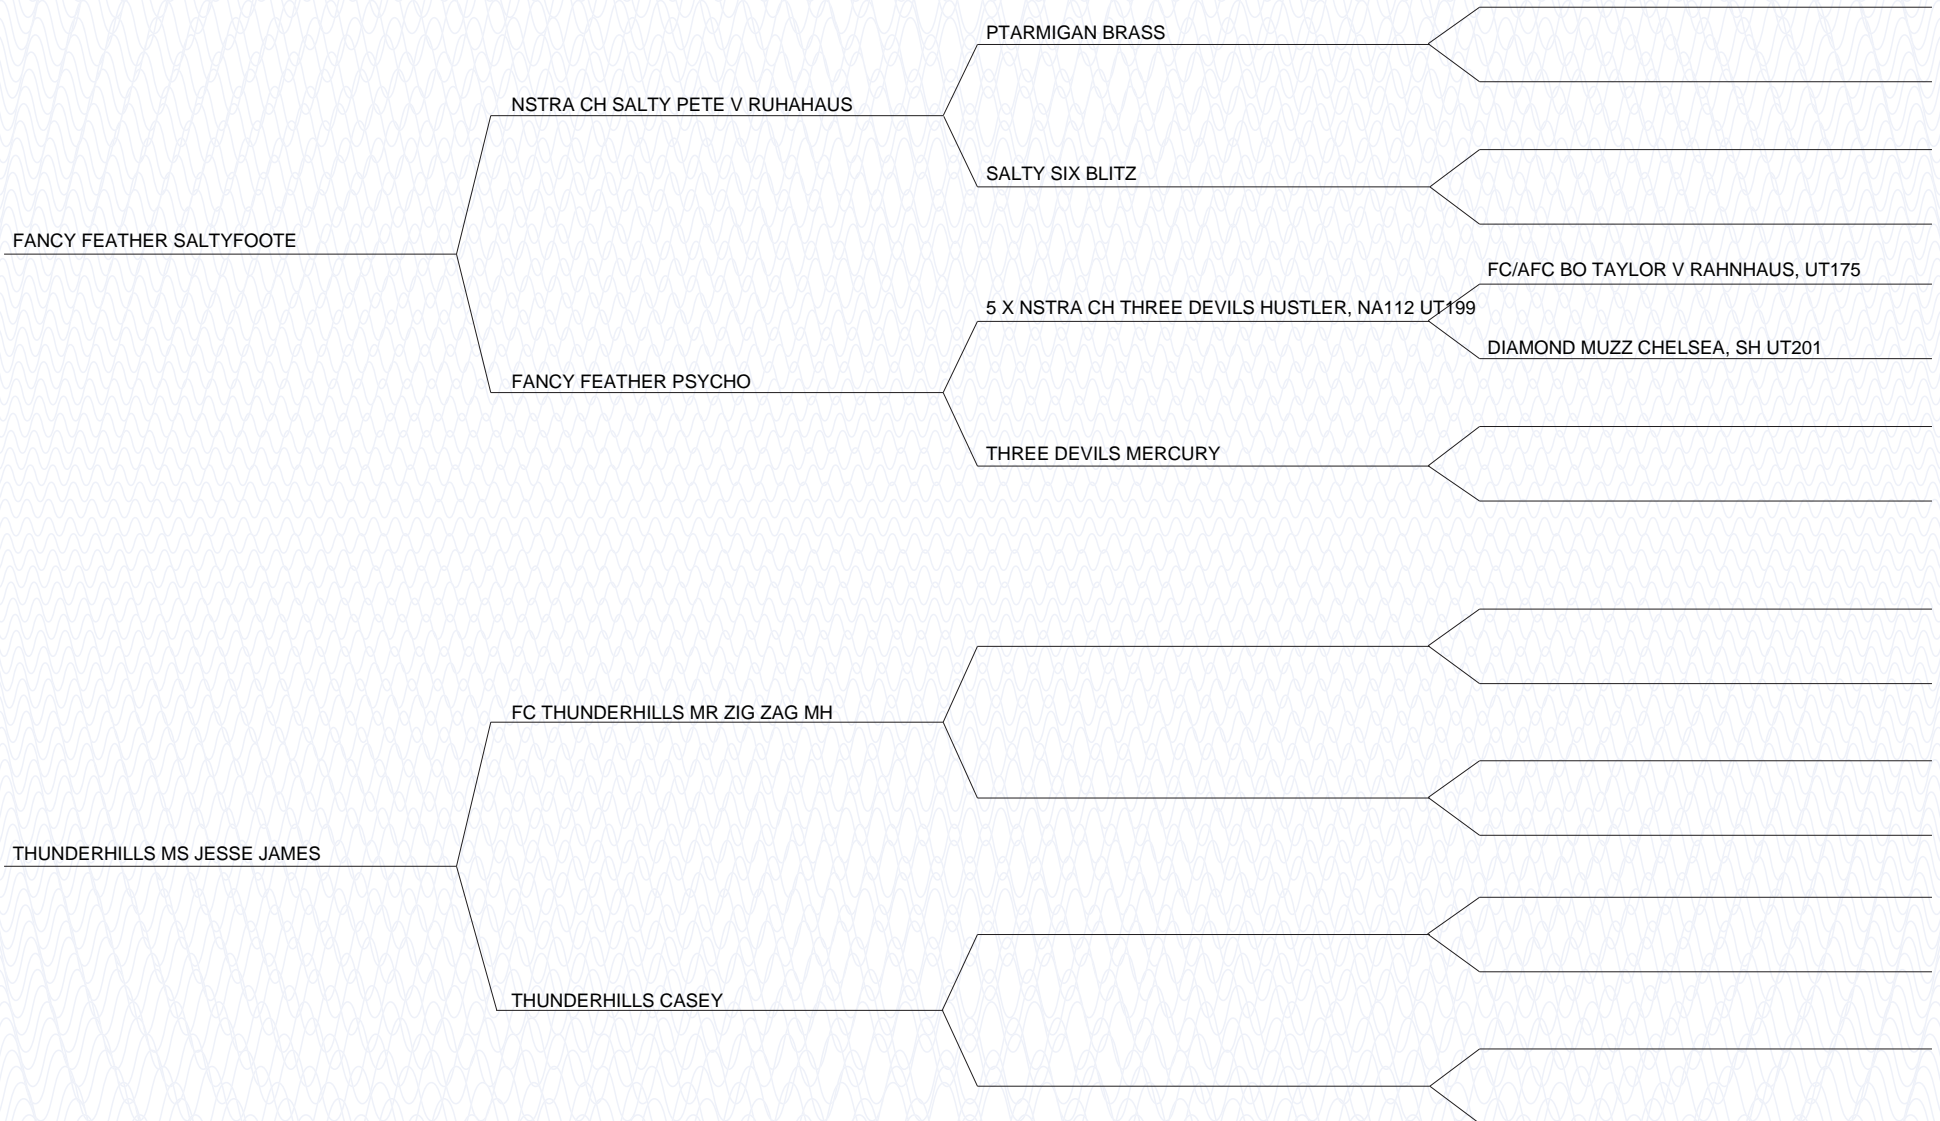 PTARMIGAN BRASS
NSTRA CH SALTY PETE V RUHAHAUS
SALTY SIX BLITZ
FANCY FEATHER SALTYFOOTE
FC/AFC BO TAYLOR V RAHNHAUS, UT175
5 X NSTRA CH THREE DEVILS HUSTLER, NA112 UT199
DIAMOND MUZZ CHELSEA, SH UT201
FANCY FEATHER PSYCHO
THREE DEVILS MERCURY
FC THUNDERHILLS MR ZIG ZAG MH
THUNDERHILLS MS JESSE JAMES
THUNDERHILLS CASEY